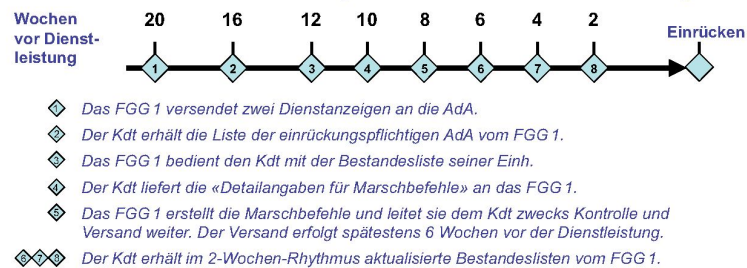 Wochen vor Dienst-leistung
20 16 12 10 8 6 4 2
Einrücken
1 2 3 4 5 6 7 8
1 Das FGG 1 versendet zwei Dienstanzeigen an die AdA.
2 Der Kdt erhält die Liste der einrückungspflichtigen AdA vom FGG 1.
3 Das FGG 1 bedient den Kdt mit der Bestandesliste seiner Einh.
4 Der Kdt liefert die «Detailangaben für Marschbefehle» an das FGG 1.
5 Das FGG 1 erstellt die Marschbefehle und leitet sie dem Kdt zwecks Kontrolle und
Versand weiter. Der Versand erfolgt spätestens 6 Wochen vor der Dienstleistung.
6 7 8 Der Kdt erhält im 2-Wochen-Rhythmus aktualisierte Bestandeslisten vom FGG 1.